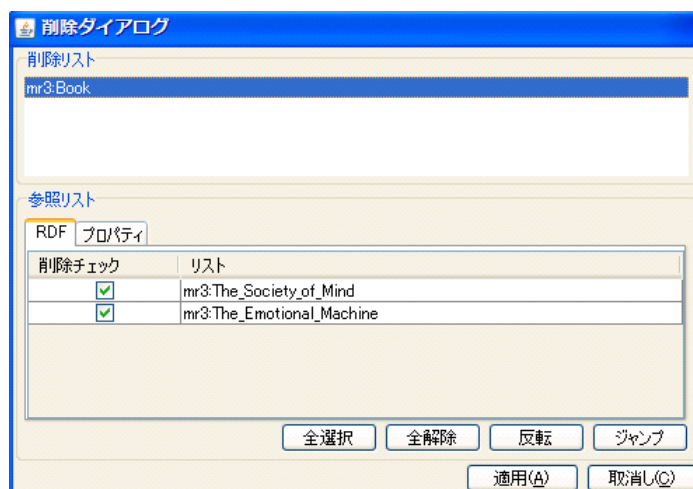 削除ダイアログ
削除リスト
mr3:Book
参照リスト
RDF プロパティ
削除チェック リスト
mr3:The_Society_of_Mind
mr3:The_Emotional_Machine
全選択 全解除 反転 ジャンプ
適用(A) 取消し(C)